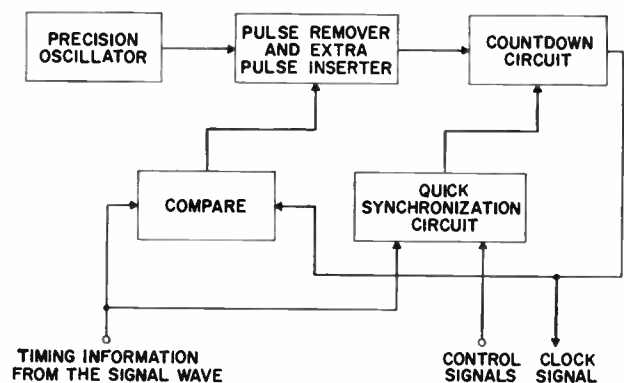 PRECISION
OSCILLATOR
PULSE REMOVER
AND EXTRA
PULSE INSERTER
COUNTDOWN
CIRCUIT
COMPARE
QUICK
SYNCHRONIZATION
CIRCUIT
TIMING INFORMATION
FROM THE SIGNAL WAVE
CONTROL
SIGNALS
CLOCK
SIGNAL